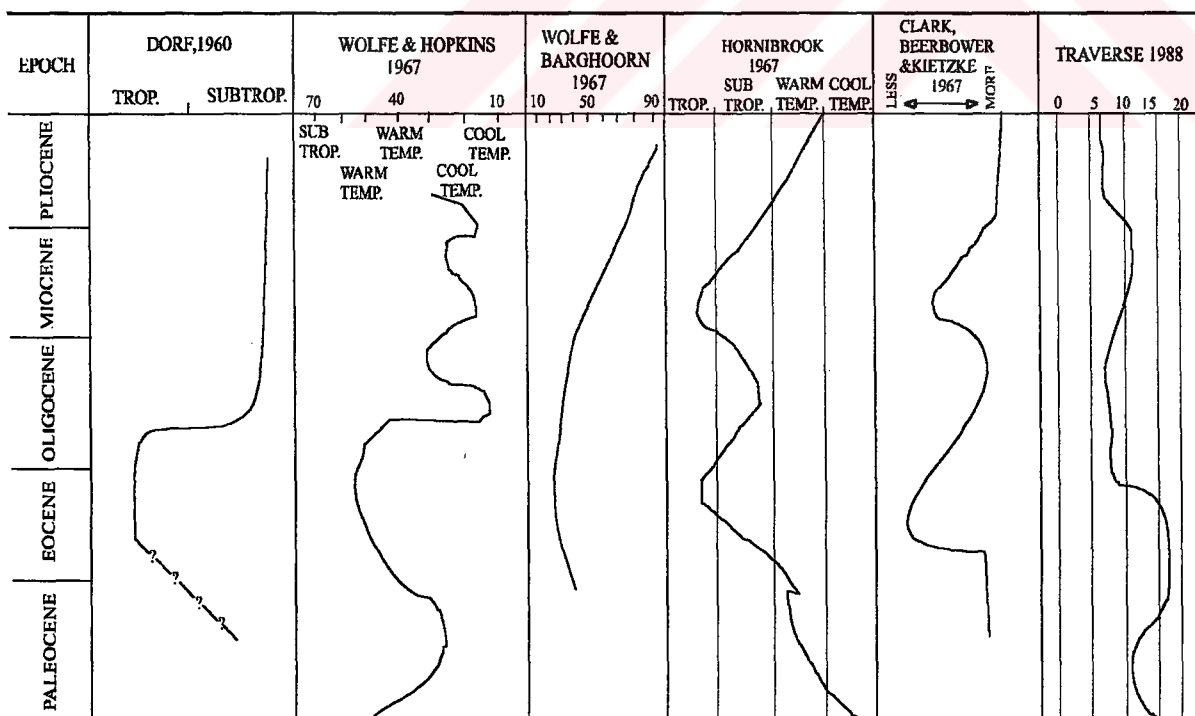 EPOCH
DORF,1960
TROP. SUBTROP.
WOLFE & HOPKINS
1967
70 40 10
SUB
TROP.
WARM
TEMP.
COOL
TEMP.
WARM
TEMP.
COOL
TEMP.
WOLFE &
BARGHOORN
1967
10 50 90
HORNIBROOK
1967
TROP. SUB
TROP. WARM
TEMP. COOL
TEMP.
CLARK,
BEERBOWER
&KIETZKE
1967
LESS
MORE
TRAVERSE 1988
0 5 10 15 20
PLIOCENE
MIOCENE
OLIGOCENE
EOCENE
PALEOCENE
?
?
?
?